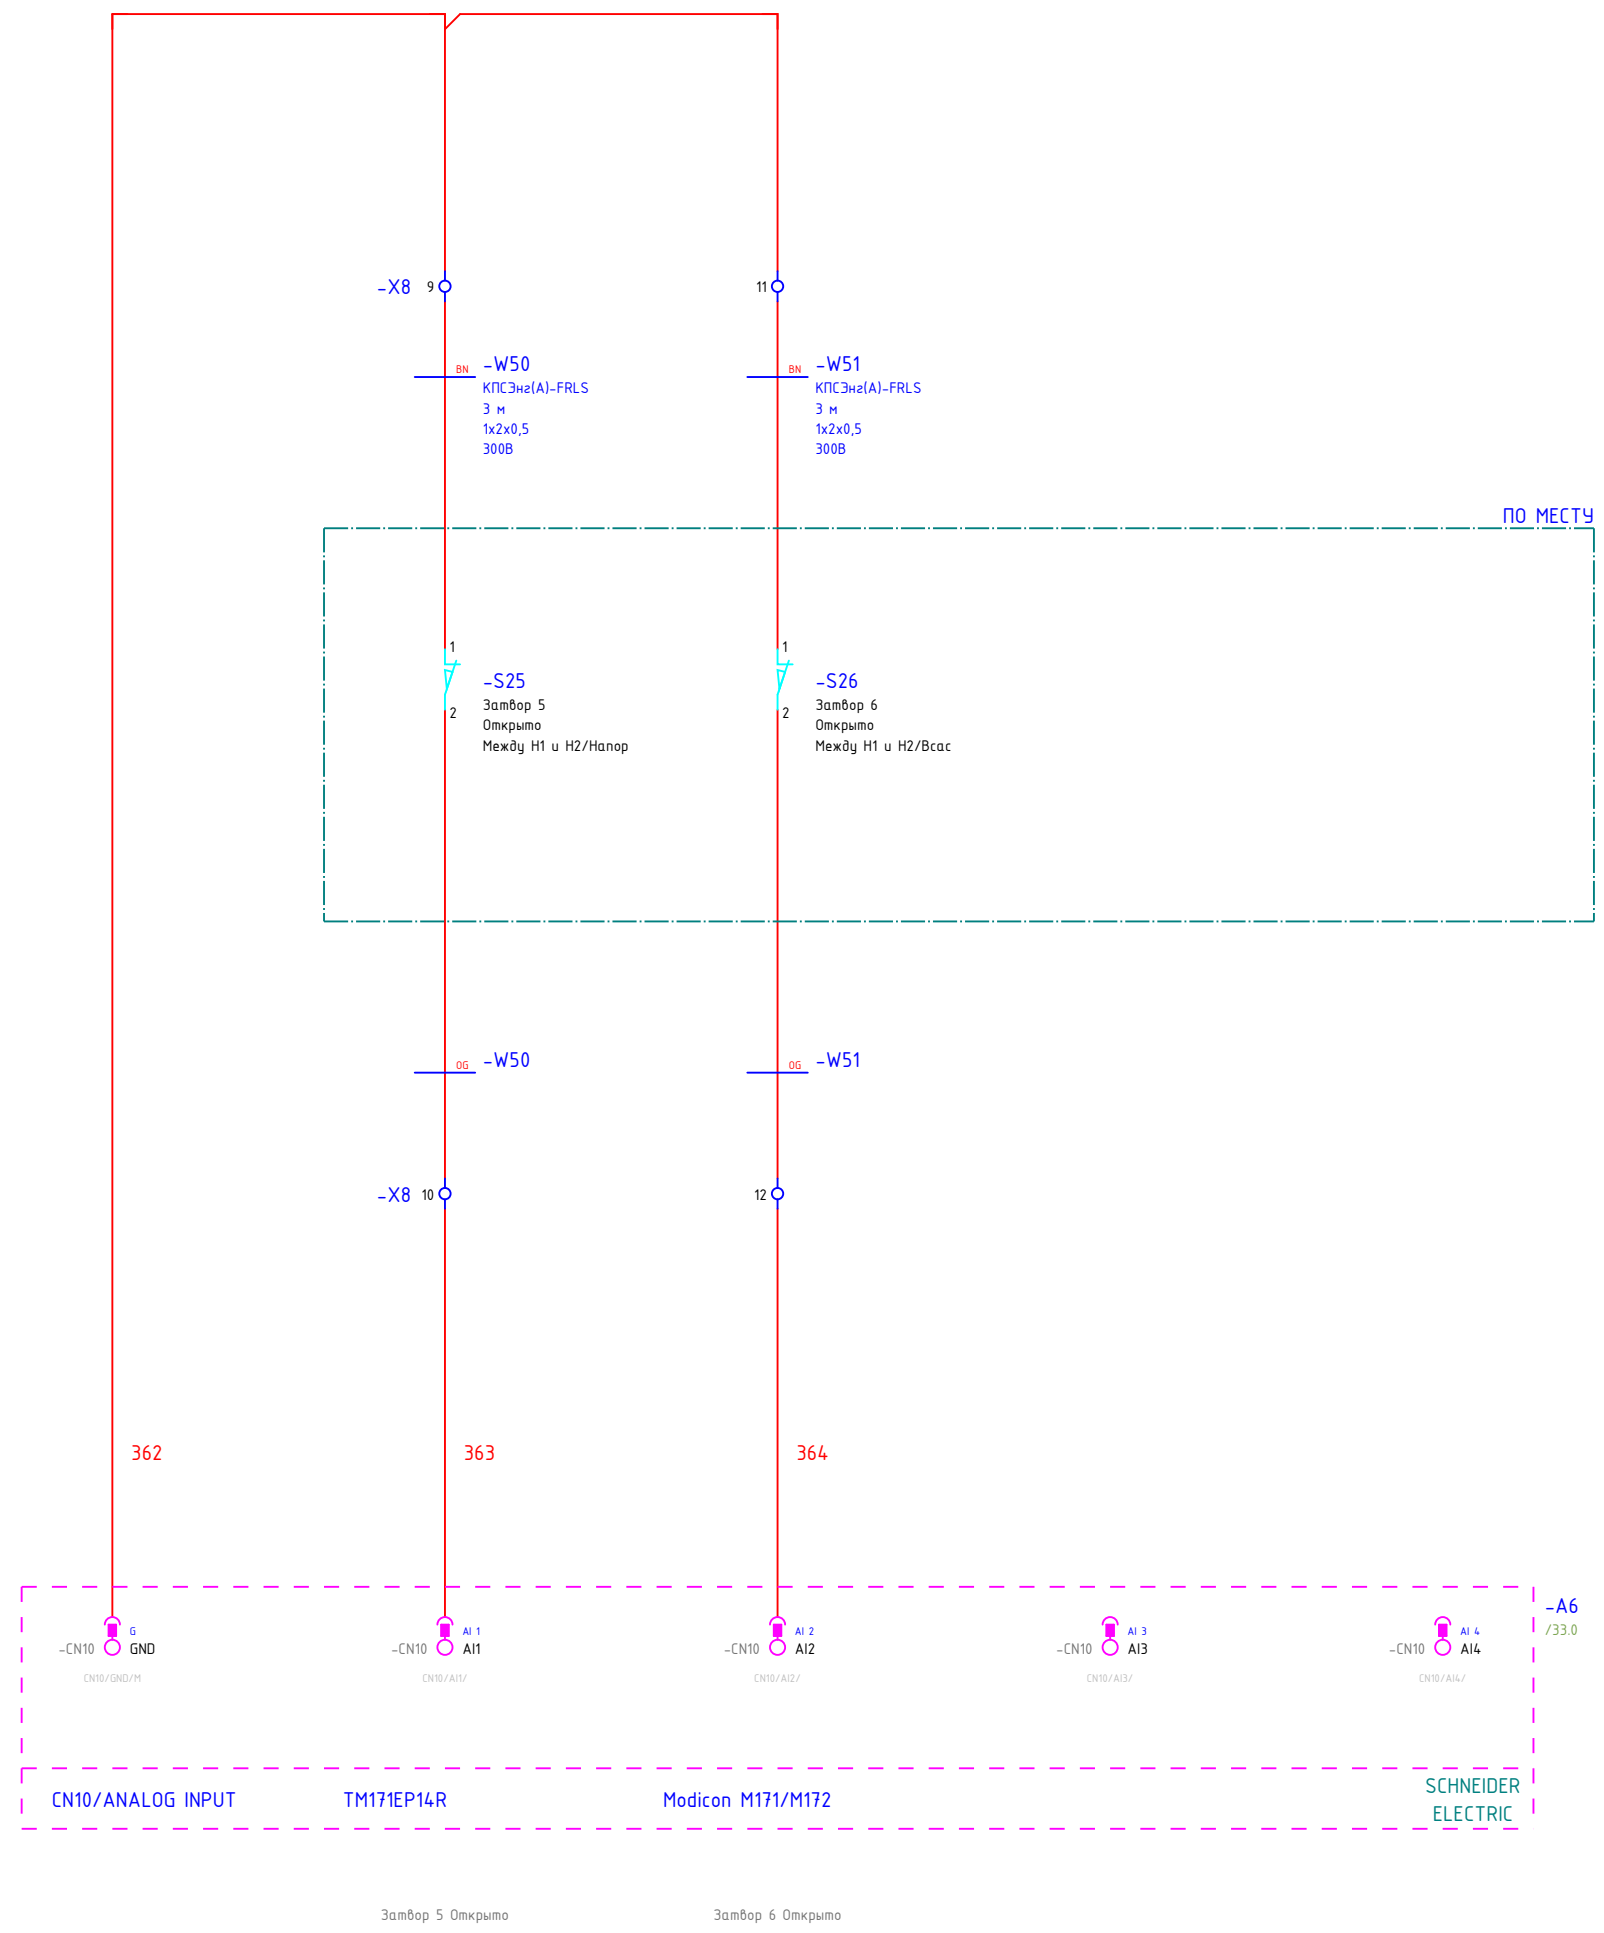 -X8
9
11
BN
-W50
КПСЭнг(А)-FRLS
3 м
1х2х0,5
300В
BN
-W51
КПСЭнг(А)-FRLS
3 м
1х2х0,5
300В
ПО МЕСТУ
1
-S25
2
Затвор 5
Открыто
Между Н1 и Н2/Напор
1
-S26
2
Затвор 6
Открыто
Между Н1 и Н2/Всас
OG
-W50
OG
-W51
-X8
10
12
362
363
364
-A6
/33.0
G
-CN10
GND
CN10/GND/M
AI 1
-CN10
AI1
CN10/AI1/
AI 2
-CN10
AI2
CN10/AI2/
AI 3
-CN10
AI3
CN10/AI3/
AI 4
-CN10
AI4
CN10/AI4/
CN10/ANALOG INPUT
TM171EP14R
Modicon M171/M172
SCHNEIDER
ELECTRIC
Затвор 5 Открыто
Затвор 6 Открыто